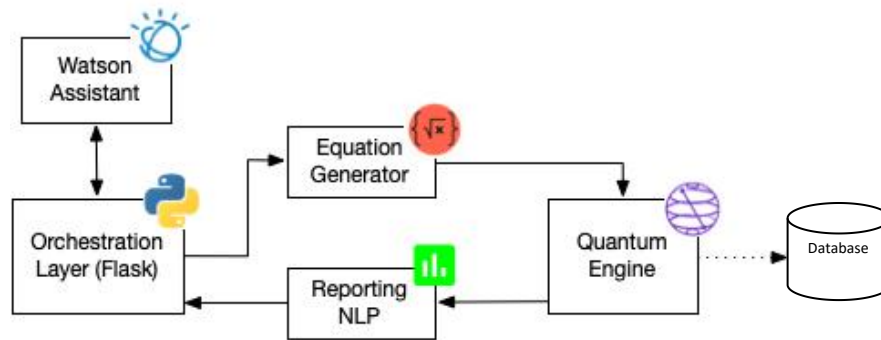 Watson
Assistant
Equation
Generator
{√x}
Orchestration
Layer (Flask)
Quantum
Engine
Database
Reporting
NLP